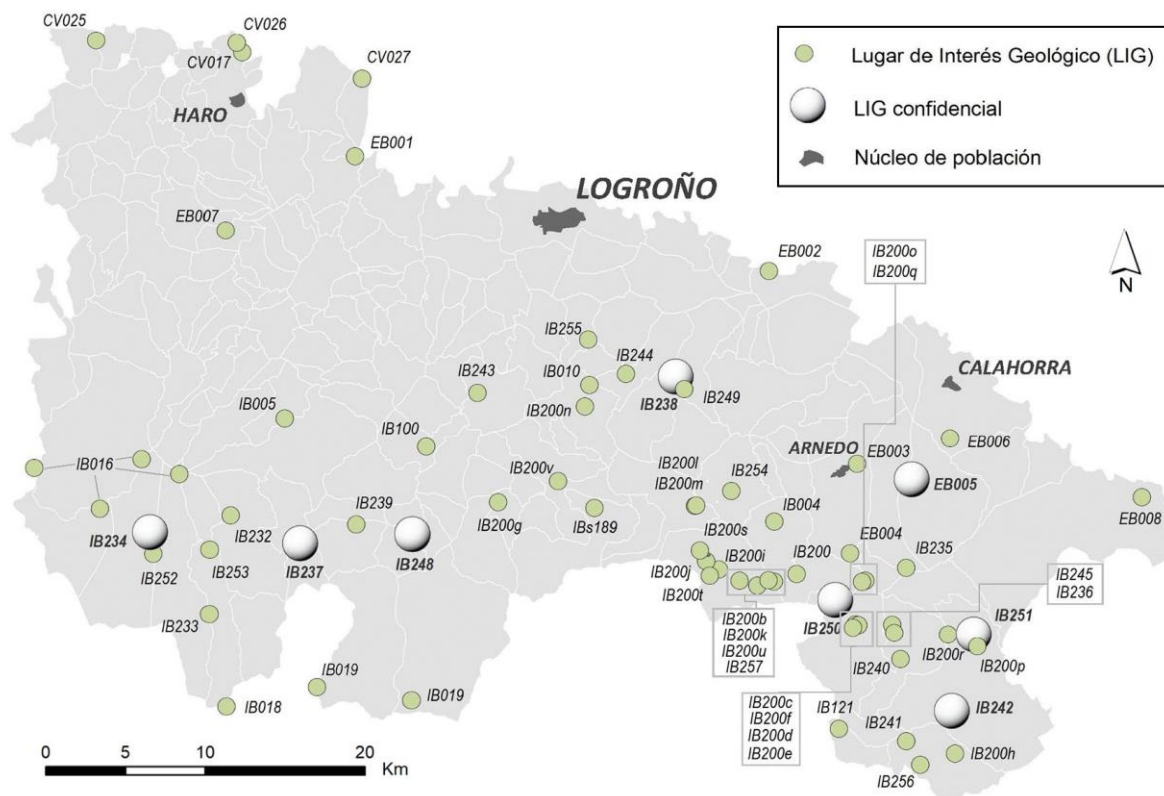 CV025
CV026
CV017
CV027
HARO
EB001
EB007
LOGROÑO
EB002
Lugar de Interés Geológico (LIG)
LIG confidencial
Núcleo de población
N
IB200o
IB200q
IB255
IB244
IB243
IB010
IB238
IB249
IB200n
CALAHORRA
IB005
IB100
IB016
ARNEDO
EB003
EB006
EB005
EB008
IB200l
IB200m
IB254
IB200v
IB004
IB239
IB200g
IBs189
IB234
IB232
IB252
IB253
IB237
IB248
IB200s
IB200i
IB200
EB004
IB235
IB200j
IB200t
IB245
IB236
IB233
IB200b
IB200k
IB200u
IB257
IB250
IB251
IB200r
IB200p
IB240
IB019
IB019
IB018
IB200c
IB200f
IB200d
IB200e
IB121
IB241
IB242
IB200h
IB256
0 5 10 20
Km